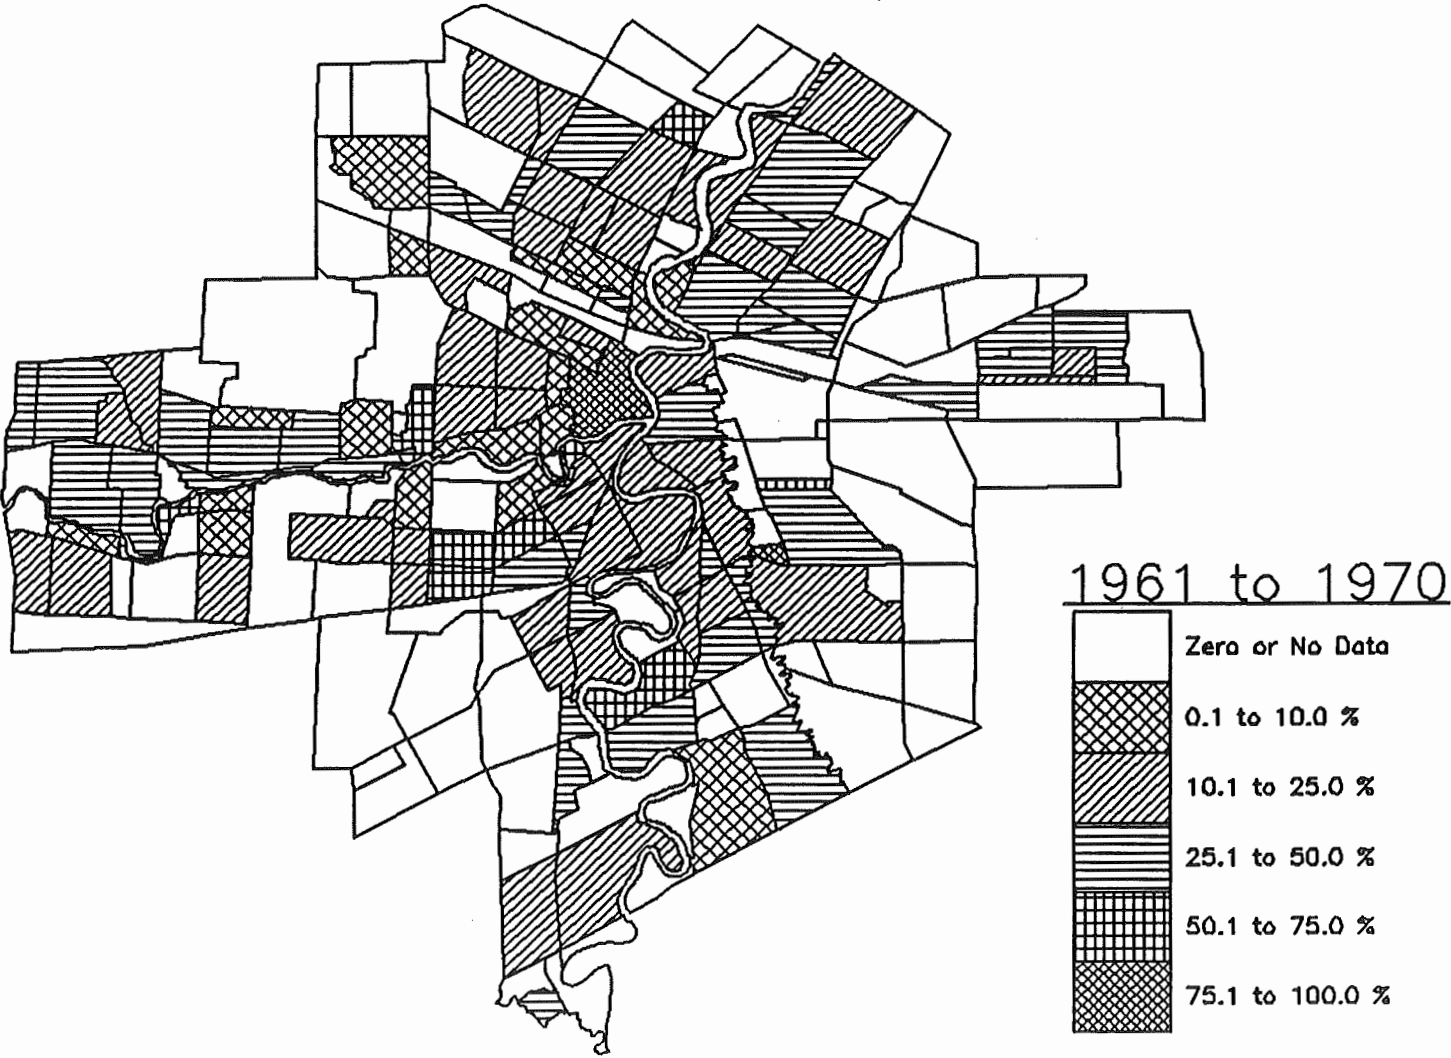 1961 to 1970
Zero or No Data
0.1 to 10.0 %
10.1 to 25.0 %
25.1 to 50.0 %
50.1 to 75.0 %
75.1 to 100.0 %